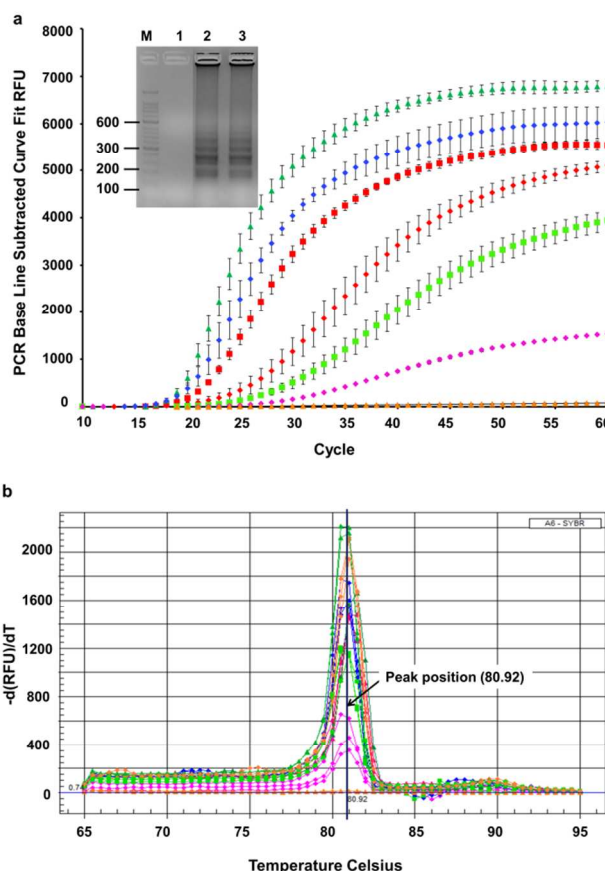 a
M 1 2 3
600
300
200
100
8000
7000
6000
5000
4000
3000
2000
1000
0
PCR Base Line Subtracted Curve Fit RFU
10 15 20 25 30 35 40 45 50 55 60
Cycle
b
A6 - SYBR
2000
1600
1200
800
400
0
-d(RFU)/dT
Peak position (80.92)
0.74
80.92
65 70 75 80 85 90 95
Temperature Celsius